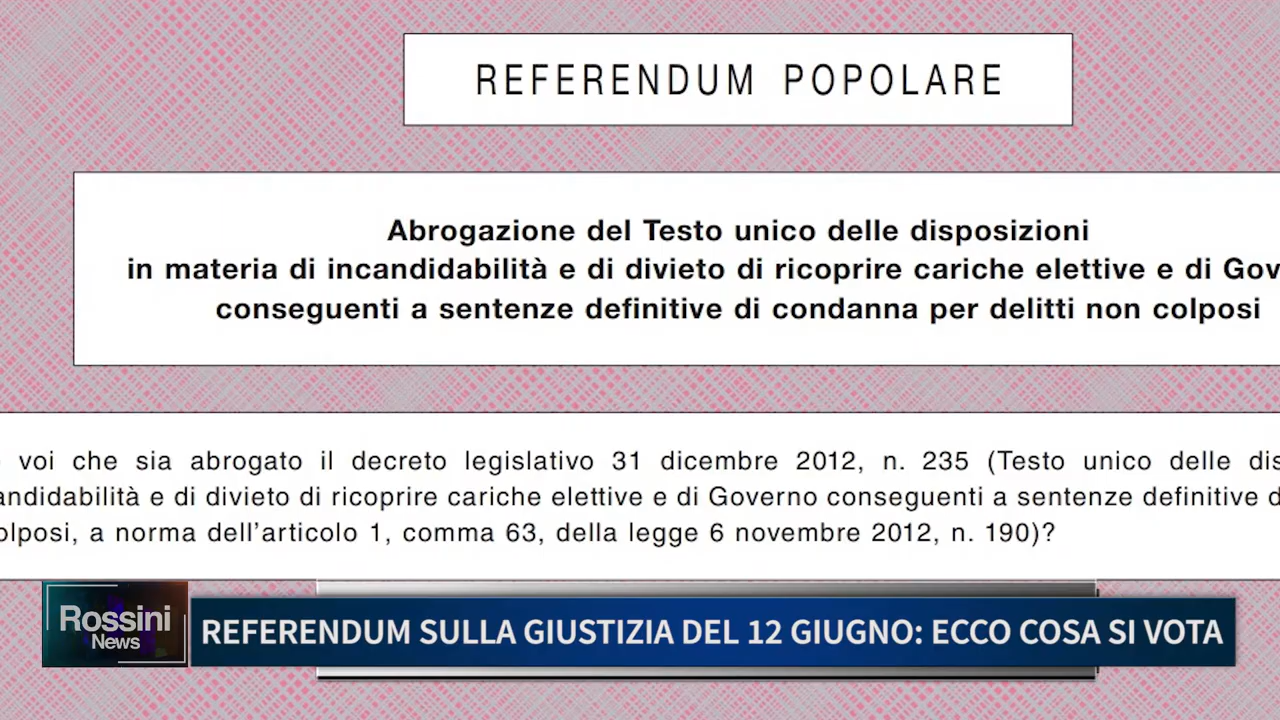 REFERENDUM POPOLARE
Abrogazione del Testo unico delle disposizioni
in materia di incandidabilità e di divieto di ricoprire cariche elettive e di Gov
conseguenti a sentenze definitive di condanna per delitti non colposi
voi che sia abrogato il decreto legislativo 31 dicembre 2012, n. 235 (Testo unico delle dis
andidabilità e di divieto di ricoprire cariche elettive e di Governo conseguenti a sentenze definitive d
olposi, a norma dell'articolo 1, comma 63, della legge 6 novembre 2012, n. 190)?
Rossini
News
REFERENDUM SULLA GIUSTIZIA DEL 12 GIUGNO: ECCO COSA SI VOTA